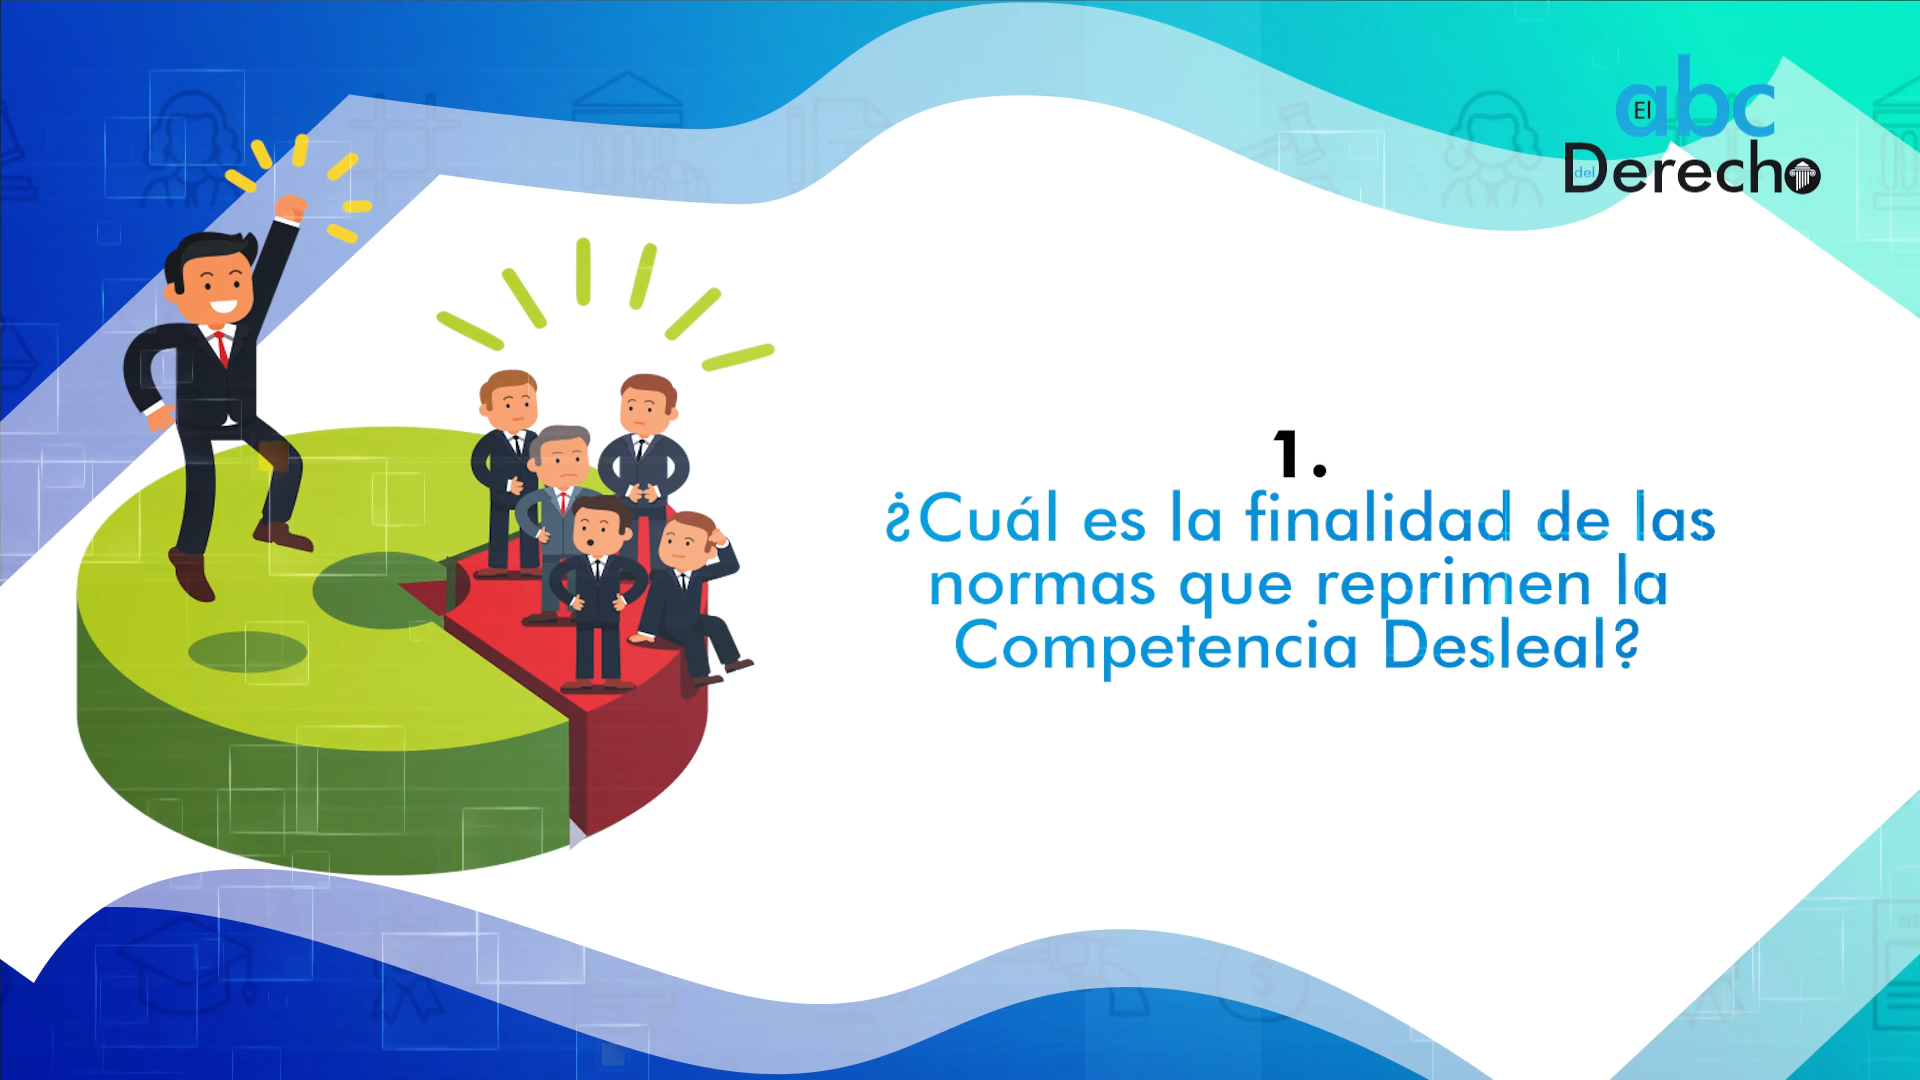 El abc
del Derecho
1.
¿Cuál es la finalidad de las
normas que reprimen la
Competencia Desleal?